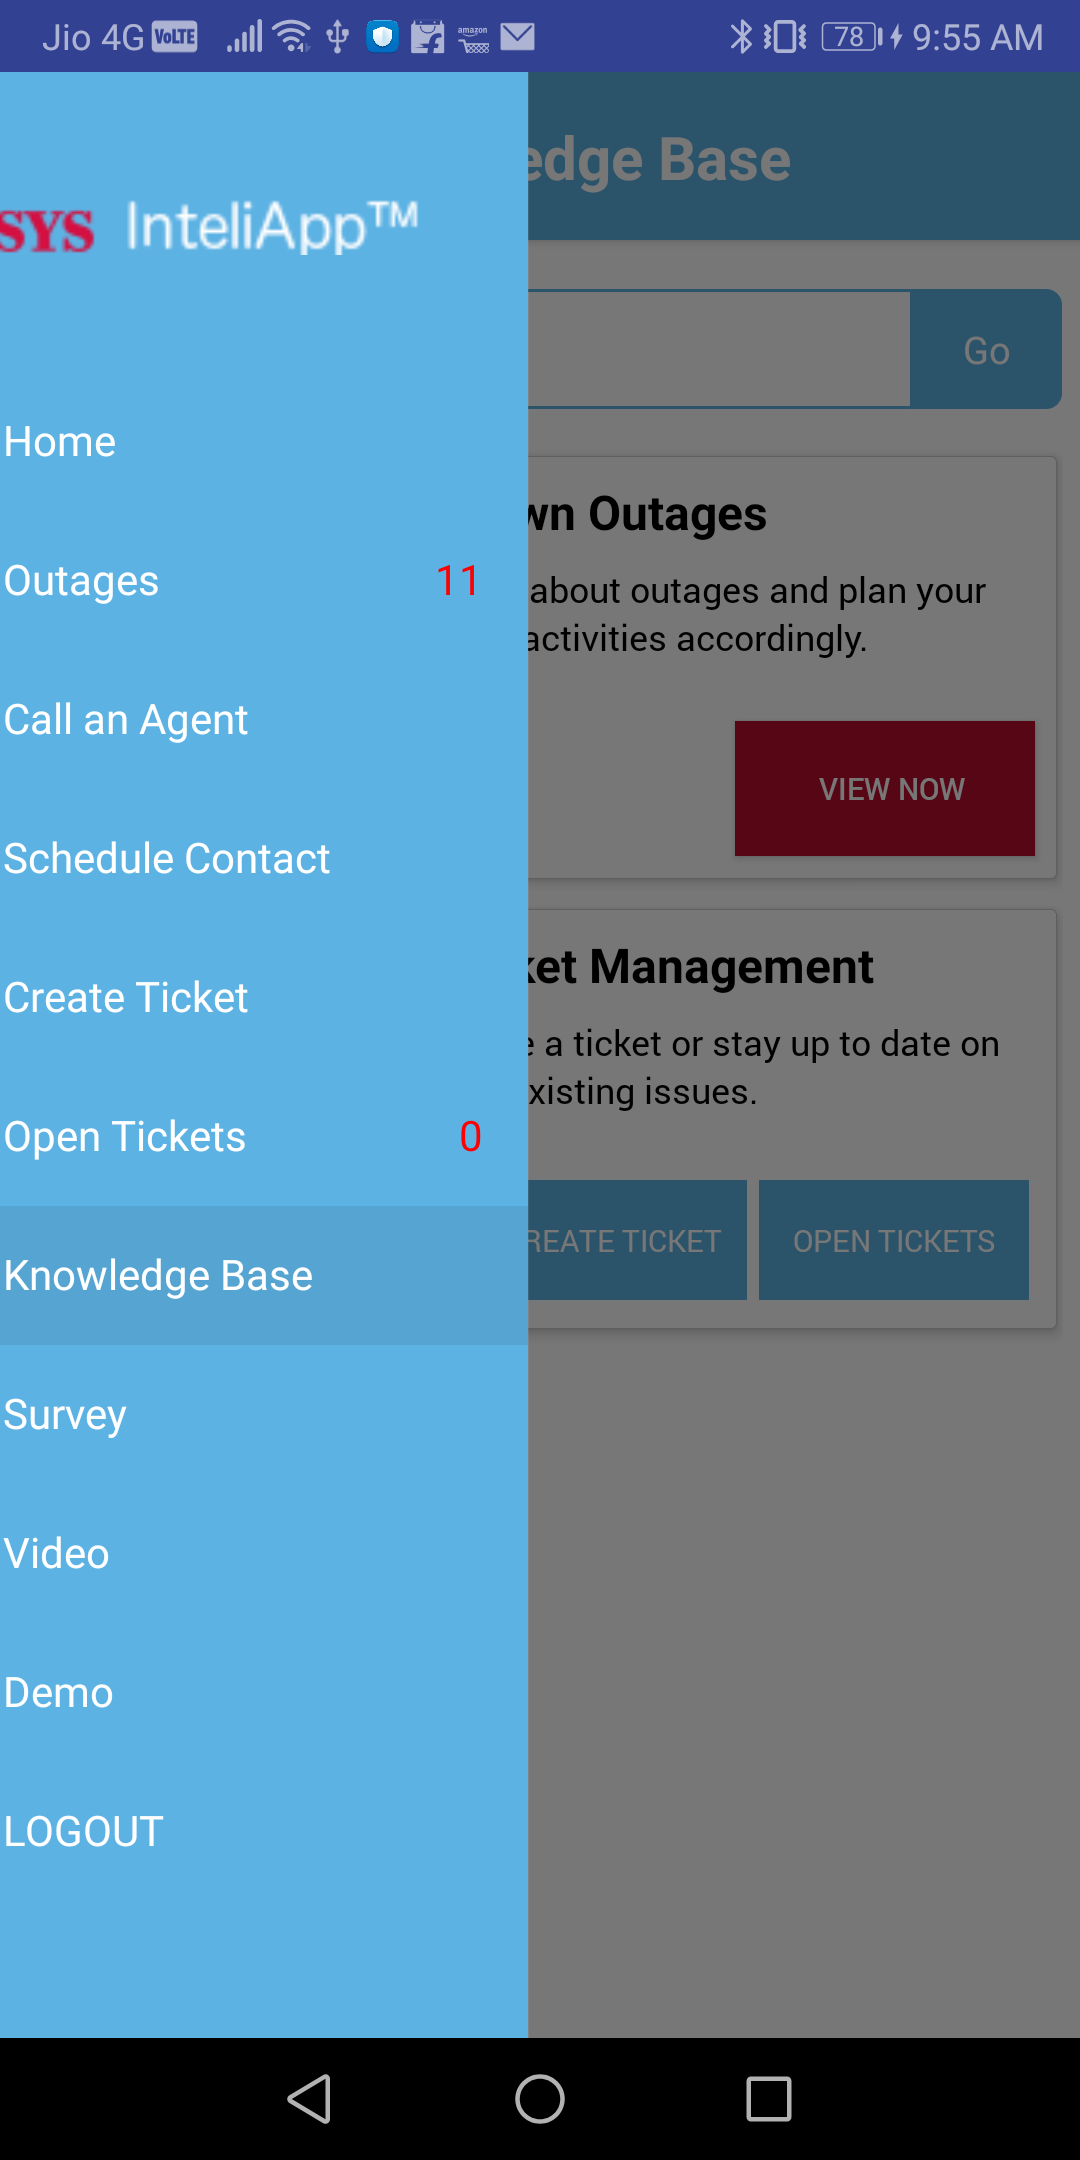 Jio 4G VoLTE 78 9:55 AM
amazon
edge Base
SYS InteliApp™
Go
Home
wn Outages
Outages 11
about outages and plan your
activities accordingly.
Call an Agent
VIEW NOW
Schedule Contact
ket Management
Create Ticket
e a ticket or stay up to date on
xisting issues.
Open Tickets 0
REATE TICKET OPEN TICKETS
Knowledge Base
Survey
Video
Demo
LOGOUT